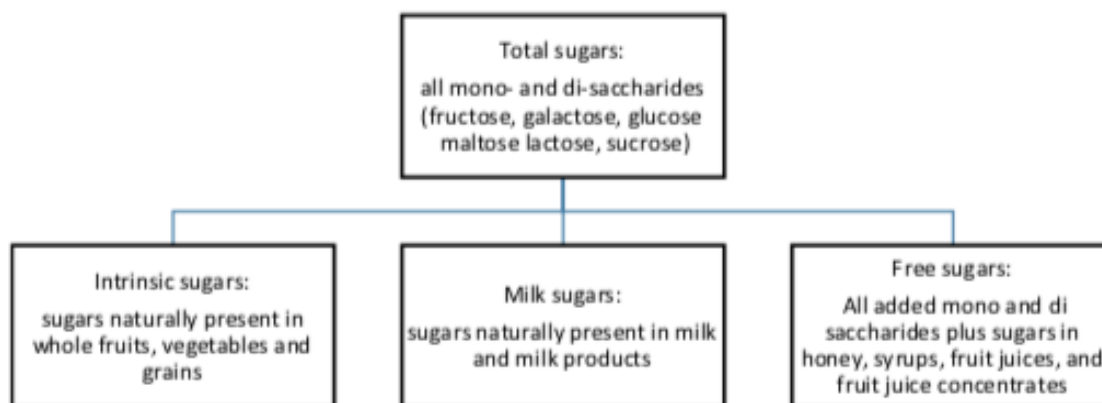 Total sugars:
all mono- and di-saccharides
(fructose, galactose, glucose
maltose lactose, sucrose)
Intrinsic sugars:
sugars naturally present in
whole fruits, vegetables and
grains
Milk sugars:
sugars naturally present in milk
and milk products
Free sugars:
All added mono and di
saccharides plus sugars in
honey, syrups, fruit juices, and
fruit juice concentrates